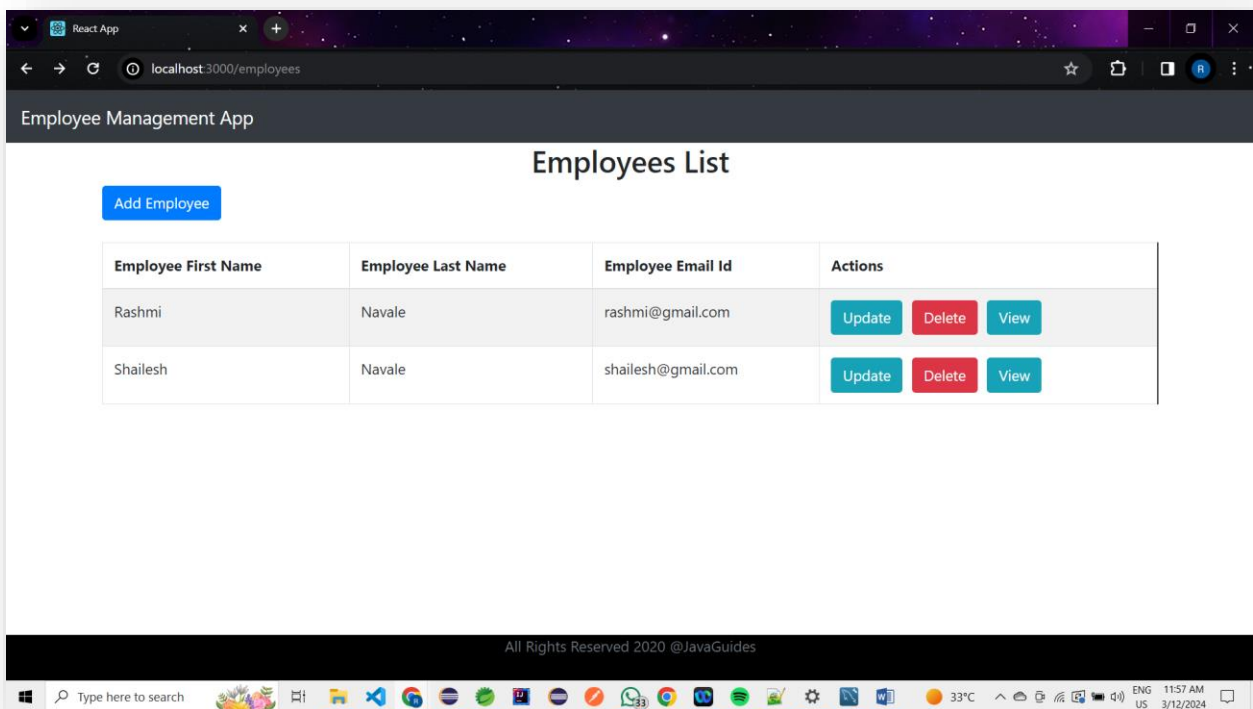 React App
localhost:3000/employees
R
Employee Management App
Employees List
Add Employee
Employee First Name Employee Last Name Employee Email Id Actions
Rashmi Navale rashmi@gmail.com Update Delete View
Shailesh Navale shailesh@gmail.com Update Delete View
All Rights Reserved 2020 @JavaGuides
Type here to search 33 33°C ENG 11:57 AM
US 3/12/2024